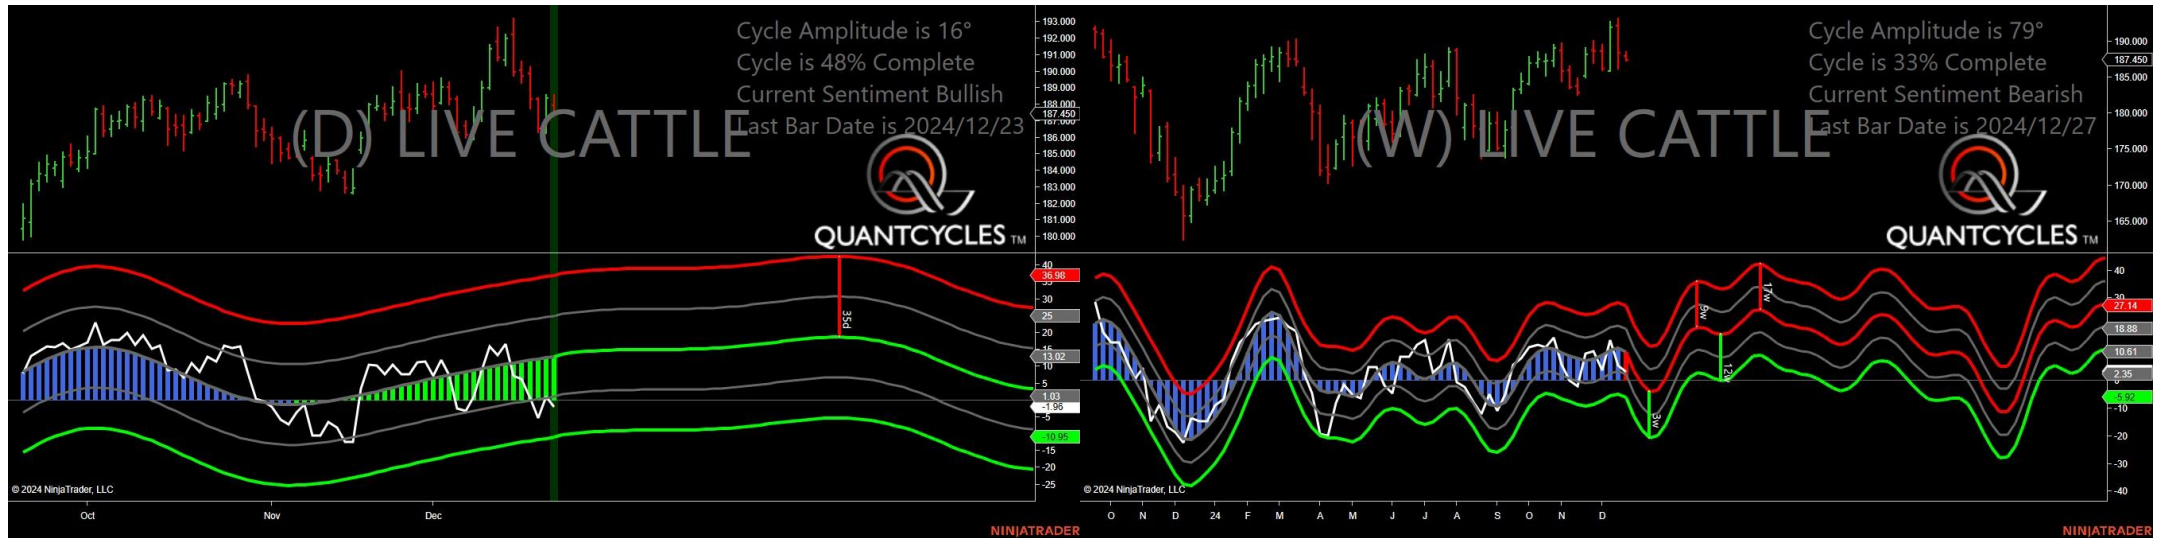 Cycle Amplitude is 16°
Cycle is 48% Complete
Current Sentiment Bullish
Last Bar Date is 2024/12/23
(D) LIVE CATTLE
QUANTCYCLES TM
193.000
192.000
191.000
190.000
189.000
188.000
187.450
185.000
184.000
183.000
182.000
181.000
180.000
40
36.98
30
25
20
15
13.02
10
5
1.03
-1.96
-5
-10.95
-15
-20
-25
35d
© 2024 NinjaTrader, LLC
Oct Nov Dec
NINJATRADER
Cycle Amplitude is 79°
Cycle is 33% Complete
Current Sentiment Bearish
Last Bar Date is 2024/12/27
(W) LIVE CATTLE
QUANTCYCLES TM
190.000
187.450
185.000
180.000
175.000
170.000
165.000
40
30
27.14
18.88
10.61
2.35
-5.92
-10
-20
-30
-40
9w
17w
12w
3w
© 2024 NinjaTrader, LLC
O N D 24 F M A M J J A S O N D
NINJATRADER